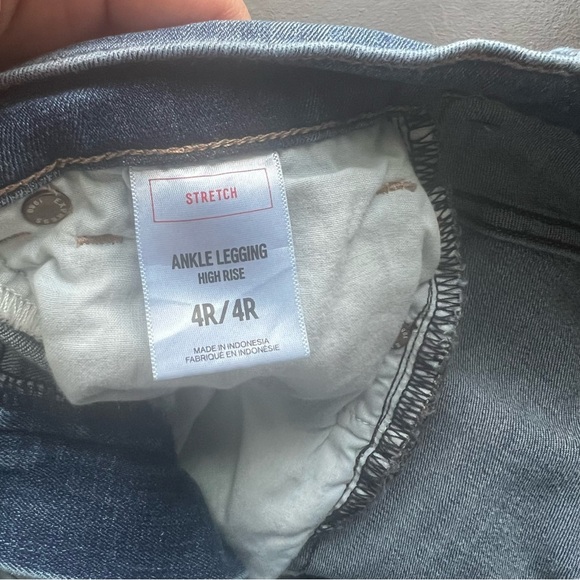 STRETCH
ANKLE LEGGING
HIGH RISE
4R/4R
MADE IN INDONESIA
FABRIQUÉ EN INDONÉSIE